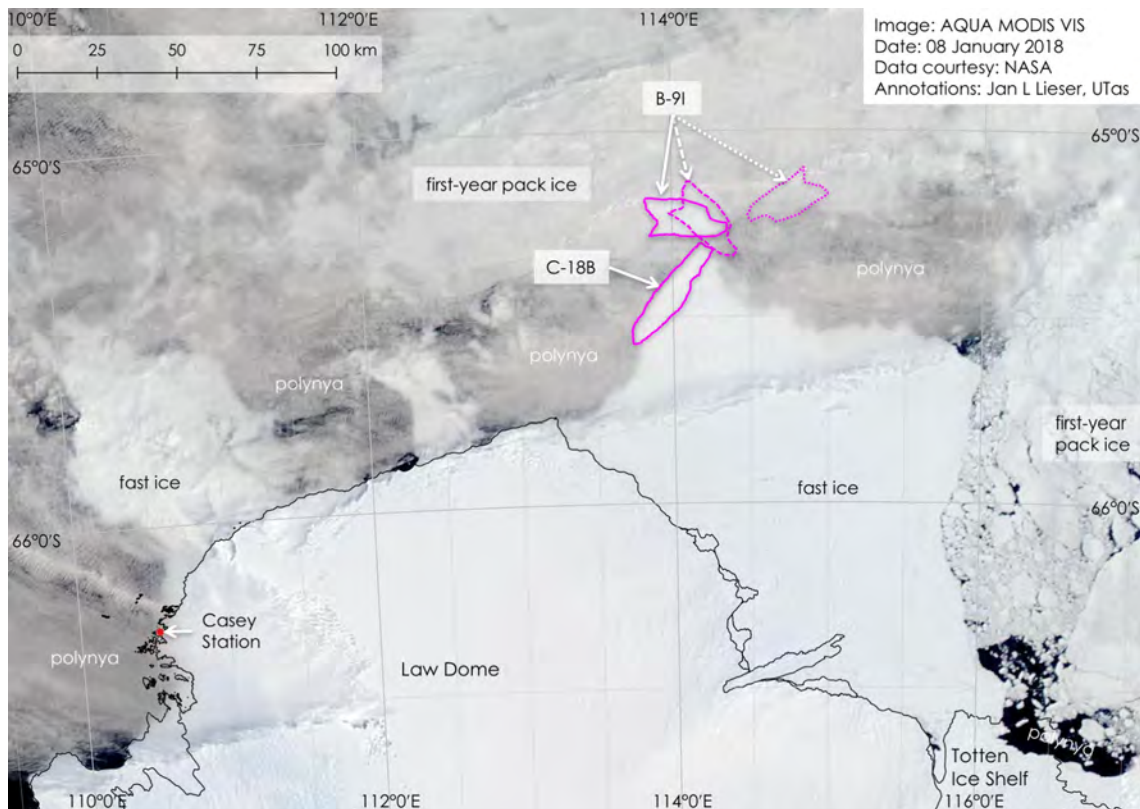 110°0'E
112°0'E
114°0'E
Image: AQUA MODIS VIS
Date: 08 January 2018
Data courtesy: NASA
Annotations: Jan L Lieser, UTas
0 25 50 75 100 km
B-9I
65°0'S
65°0'S
first-year pack ice
C-18B
polynya
polynya
polynya
first-year
pack ice
fast ice
fast ice
66°0'S
66°0'S
Casey
Station
polynya
Law Dome
polynya
Totten
Ice Shelf
110°0'E
112°0'E
114°0'E
116°0'E